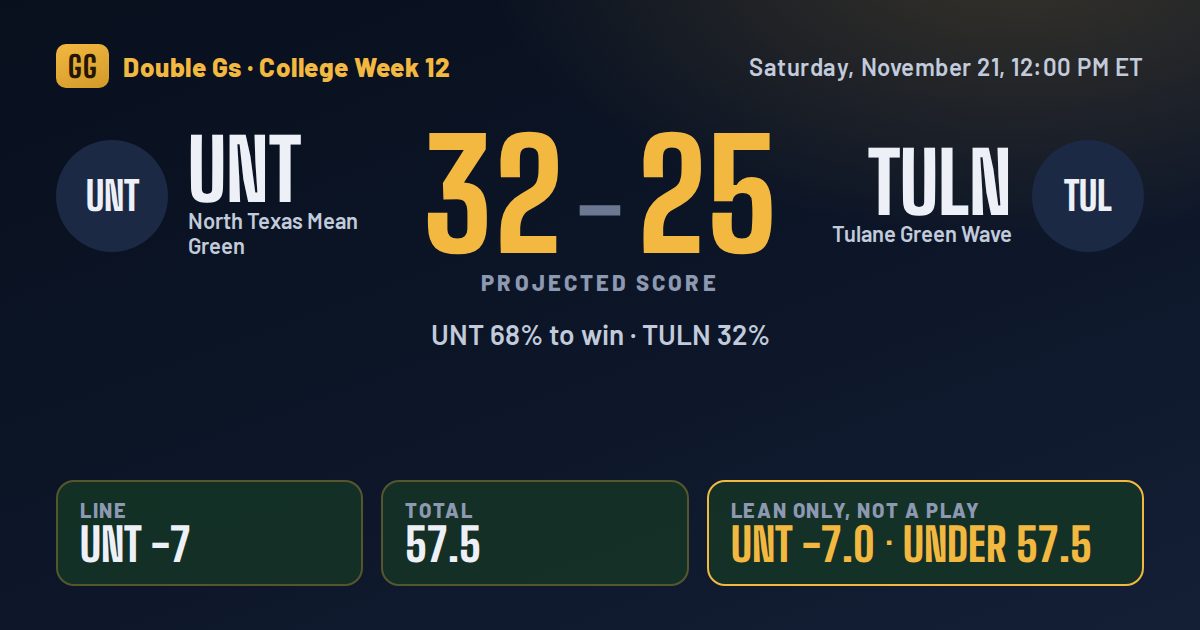 GG Double Gs · College Week 12
Saturday, November 21, 12:00 PM ET
UNT
UNT
North Texas Mean
Green
32 – 25
PROJECTED SCORE
UNT 68% to win · TULN 32%
TULN
Tulane Green Wave
TUL
LINE
UNT −7
TOTAL
57.5
LEAN ONLY, NOT A PLAY
UNT −7.0 · UNDER 57.5